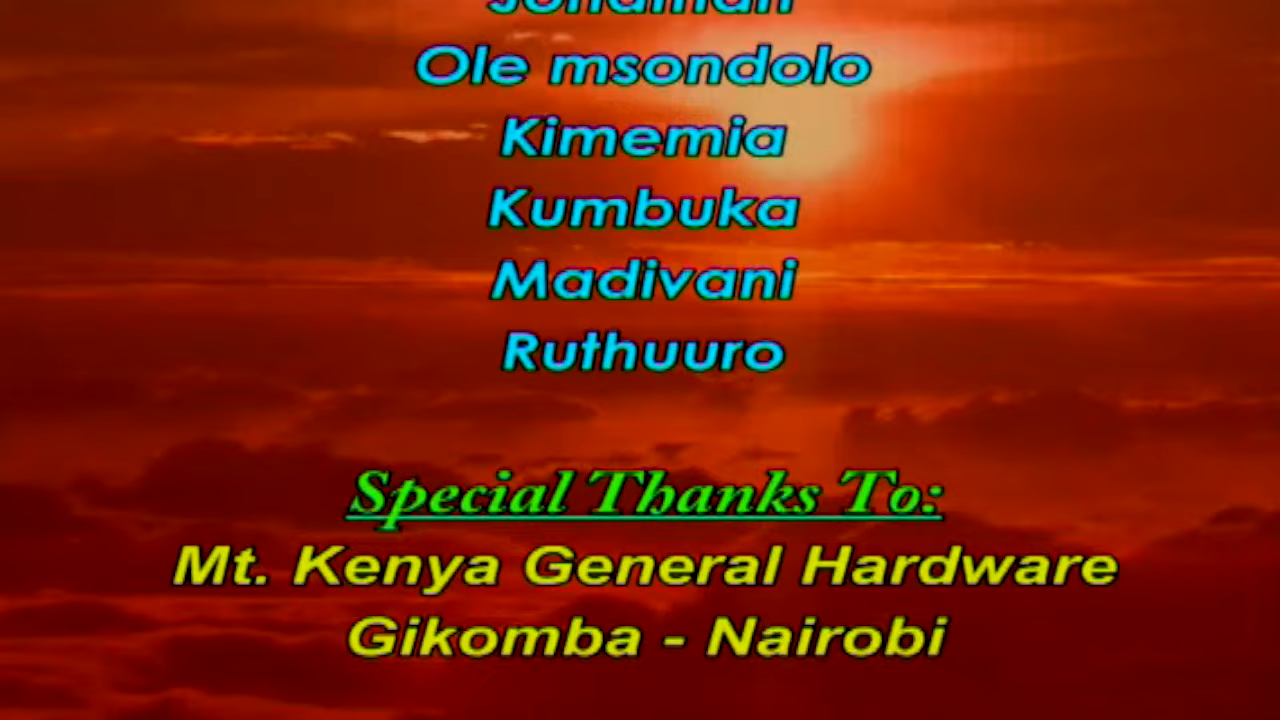 Ole msondolo
Kimemia
Kumbuka
Madivani
Ruthuuro
Special Thanks To:
Mt. Kenya General Hardware
Gikomba - Nairobi